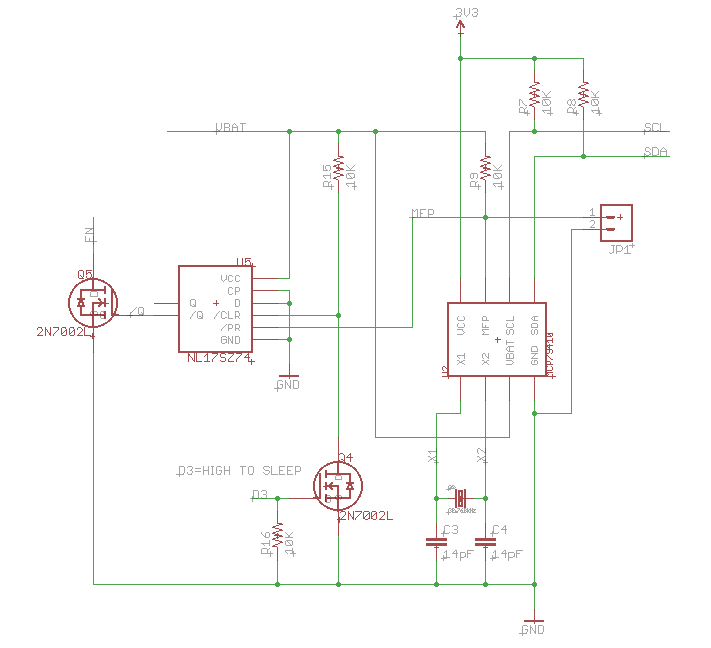 3V3
R7
10K
R8
10K
VBAT
SCL
SDA
R15
10K
R9
10K
MFP
1
2
JP1
EN
Q5
2N7002L
/Q
U5
VCC
CP
Q
D
/Q
/CLR
/PR
GND
NL17SZ74
GND
VCC
MFP
SCL
SDA
X1
X2
VBAT
GND
U2
MCP79410
X1
X2
D3=HIGH TO SLEEP
D3
Q4
2N7002L
R16
10K
C3
14pF
C4
14pF
GND